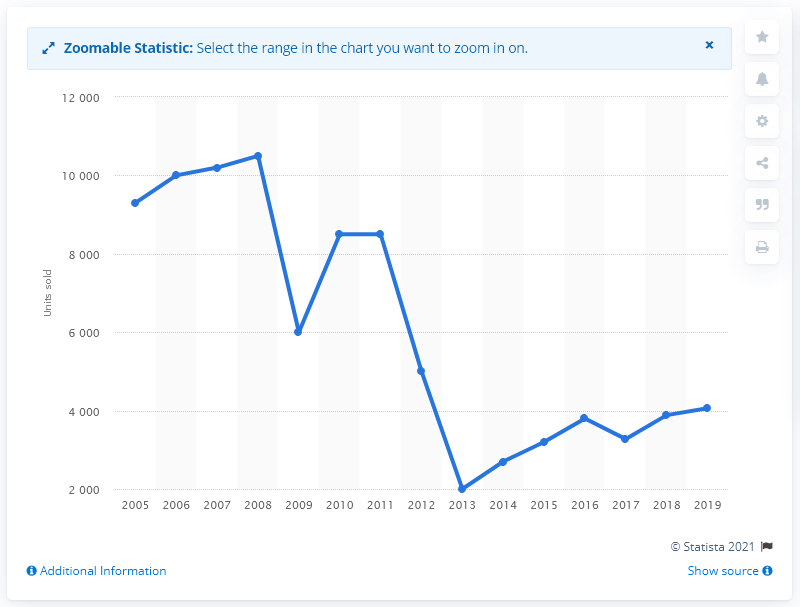 Zoomable Statistic: Select the range in the chart you want to zoom in on.
×
12 000
10 000
8 000
6 000
4 000
2 000
Units sold
2005 2006 2007 2008 2009 2010 2011 2012 2013 2014 2015 2016 2017 2018 2019
© Statista 2021
Additional Information
Show source